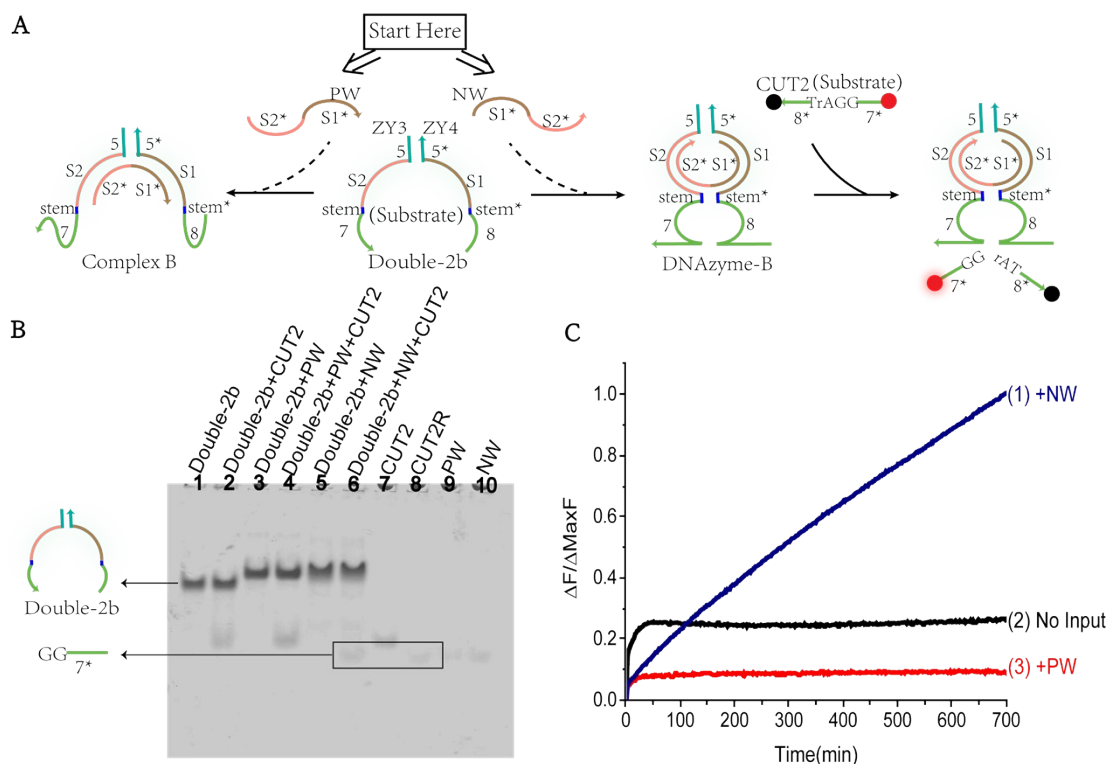 A
Start Here
PW
S2*
S1*
NW
S1*
S2*
CUT2(Substrate)
TrAGG
8*
7*
5
5*
S2
S1
S2*
S1*
stem
stem*
7
8
Complex B
ZY3
ZY4
5
5*
S2
S1
stem
(Substrate)
stem*
7
8
Double-2b
5
5*
S2
S1
S2*
S1*
stem
stem*
7
8
DNAzyme-B
5
5*
S2
S1
S2*
S1*
stem
stem*
7
8
GG
7*
rAT
8*
B
Double-2b
Double-2b+CUT2
Double-2b+PW
Double-2b+PW+CUT2
Double-2b+NW
Double-2b+NW+CUT2
CUT2
CUT2R
PW
NW
1 2 3 4 5 6 7 8 9 10
Double-2b
GG
7*
C
ΔF/ΔMaxF
1.0
0.8
0.6
0.4
0.2
0.0
(1) +NW
(2) No Input
(3) +PW
0 100 200 300 400 500 600 700
Time(min)